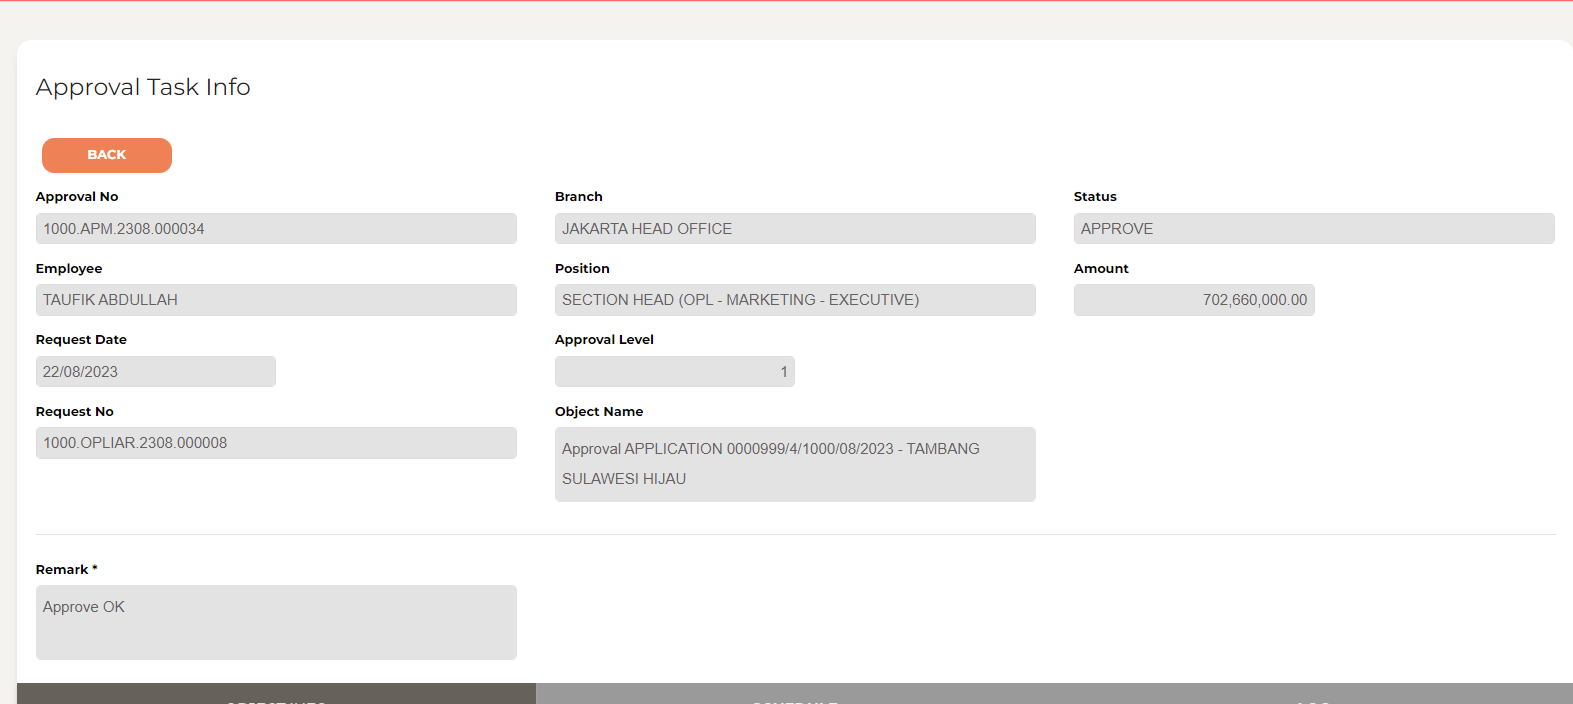 Approval Task Info
BACK
Approval No
Branch
Status
1000.APM.2308.000034
JAKARTA HEAD OFFICE
APPROVE
Employee
Position
Amount
TAUFIK ABDULLAH
SECTION HEAD (OPL - MARKETING - EXECUTIVE)
702,660,000.00
Request Date
Approval Level
22/08/2023
1
Request No
Object Name
1000.OPLIAR.2308.000008
Approval APPLICATION 0000999/4/1000/08/2023 - TAMBANG
SULAWESI HIJAU
Remark *
Approve OK